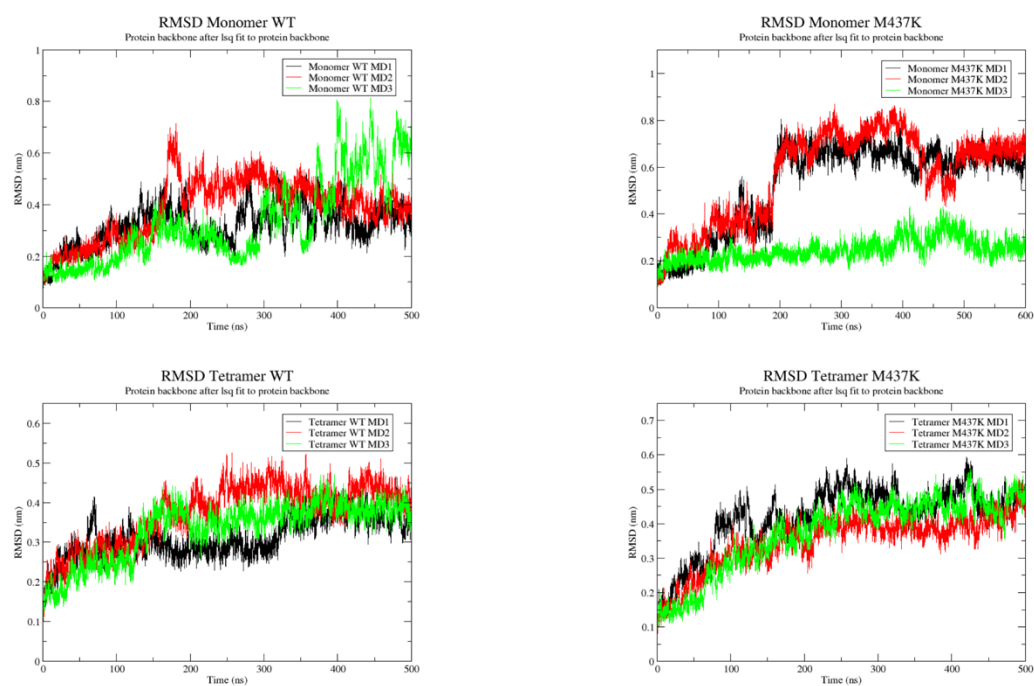 RMSD Monomer WT
Protein backbone after lsq fit to protein backbone
1
0.8
0.6
0.4
0.2
0
RMSD (nm)
Monomer WT MD1
Monomer WT MD2
Monomer WT MD3
0 100 200 300 400 500
Time (ns)
RMSD Monomer M437K
Protein backbone after lsq fit to protein backbone
1
0.8
0.6
0.4
0.2
0
RMSD (nm)
Monomer M437K MD1
Monomer M437K MD2
Monomer M437K MD3
0 100 200 300 400 500 600
Time (ns)
RMSD Tetramer WT
Protein backbone after lsq fit to protein backbone
0.6
0.5
0.4
0.3
0.2
0.1
0
RMSD (nm)
Tetramer WT MD1
Tetramer WT MD2
Tetramer WT MD3
0 100 200 300 400 500
Time (ns)
RMSD Tetramer M437K
Protein backbone after lsq fit to protein backbone
0.7
0.6
0.5
0.4
0.3
0.2
0.1
0
RMSD (nm)
Tetramer M437K MD1
Tetramer M437K MD2
Tetramer M437K MD3
0 100 200 300 400 500
Time (ns)